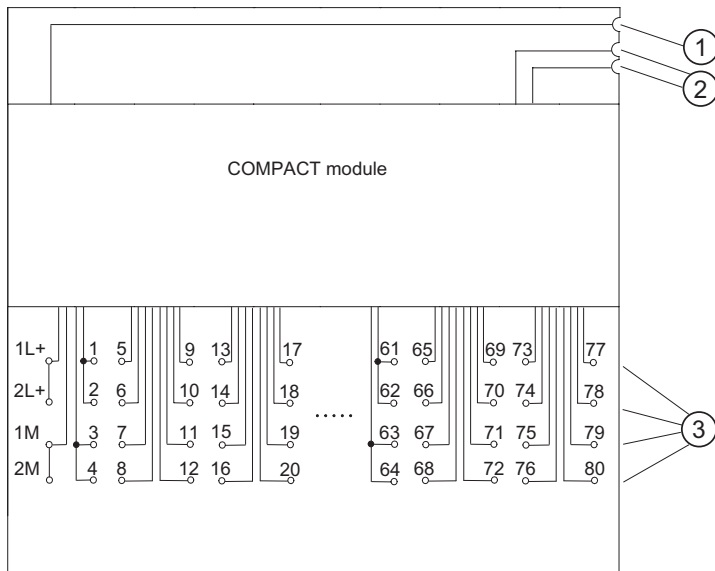 1
2
COMPACT module
1L+ 1 5 9 13 17 61 65 69 73 77
2L+ 2 6 10 14 18 ..... 62 66 70 74 78
1M 3 7 11 15 19 63 67 71 75 79 3
2M 4 8 12 16 20 64 68 72 76 80